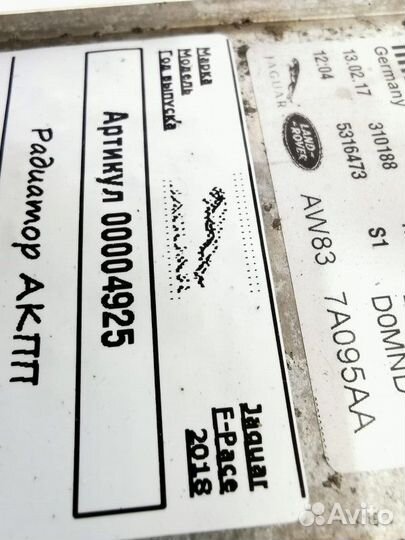 Марка Jaguar
Модель F-Pace
Год выпуска 2018
Артикул 00004925
Радиатор АКПП
Germany 310188 S1 DOMND
13.02.17 5316473
12:04
JAGUAR
LAND ROVER
AW83 7A095AA
Avito